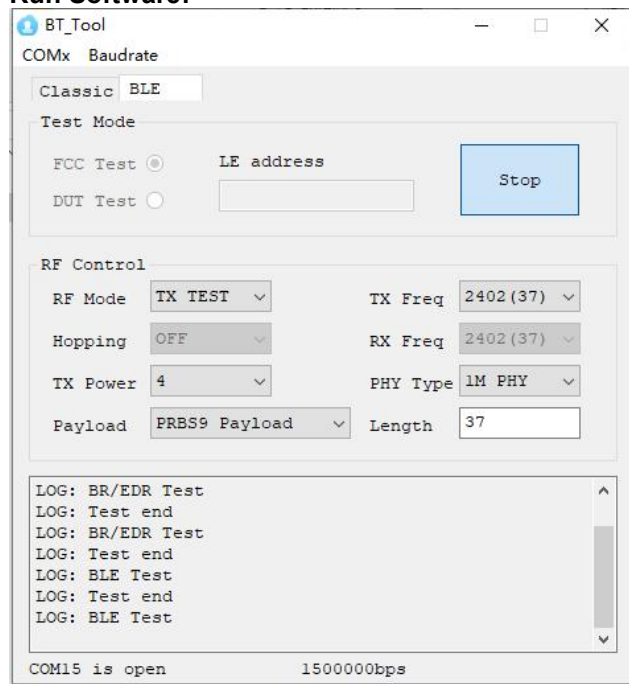 Run Software:
BT_Tool
COMx Baudrate
Classic BLE
Test Mode
FCC Test LE address
Stop
DUT Test
RF Control
RF Mode TX TEST TX Freq 2402(37)
Hopping OFF RX Freq 2402(37)
TX Power 4 PHY Type 1M PHY
Payload PRBS9 Payload Length 37
LOG: BR/EDR Test
LOG: Test end
LOG: BR/EDR Test
LOG: Test end
LOG: BLE Test
LOG: Test end
LOG: BLE Test
COM15 is open 1500000bps